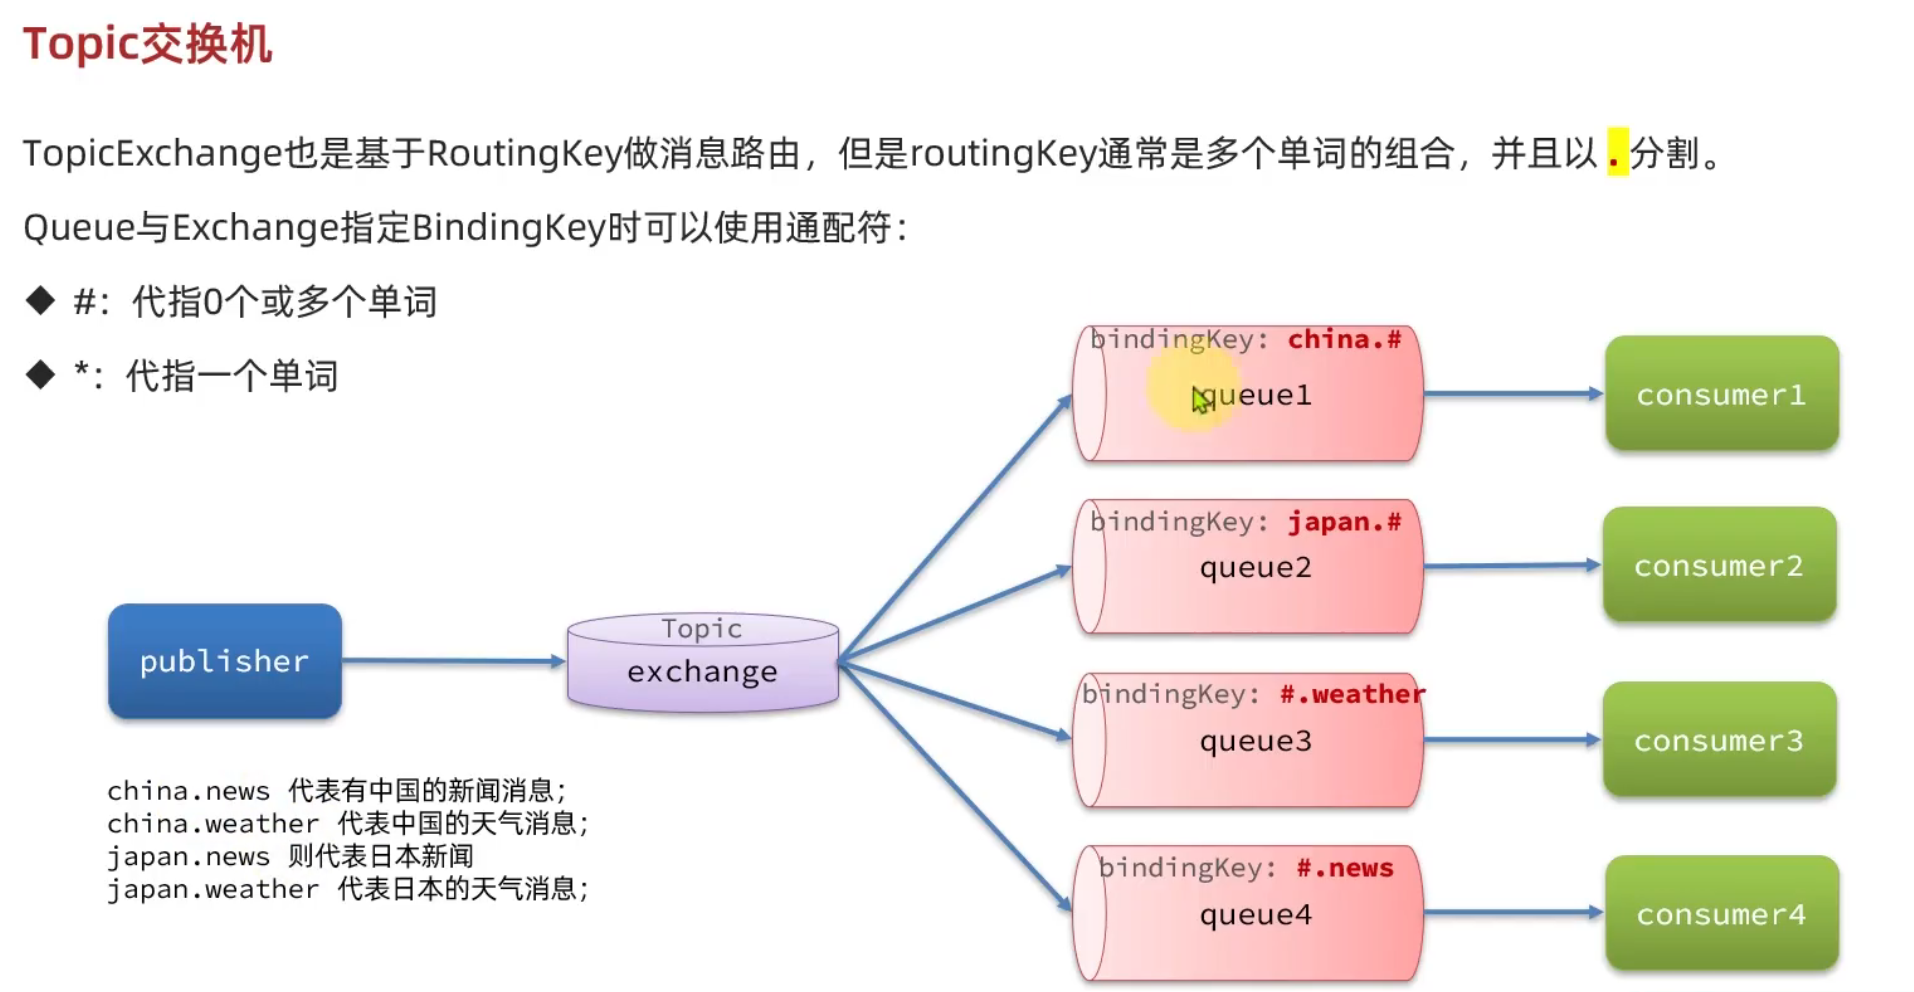 Topic交换机
TopicExchange也是基于RoutingKey做消息路由，但是routingKey通常是多个单词的组合，并且以 . 分割。
Queue与Exchange指定BindingKey时可以使用通配符：
◆ #：代指0个或多个单词
◆ *：代指一个单词
bindingKey: china.#
queue1
consumer1
bindingKey: japan.#
queue2
consumer2
publisher
Topic
exchange
bindingKey: #.weather
queue3
consumer3
china.news 代表有中国的新闻消息；
china.weather 代表中国的天气消息；
japan.news 则代表日本新闻
japan.weather 代表日本的天气消息；
bindingKey: #.news
queue4
consumer4